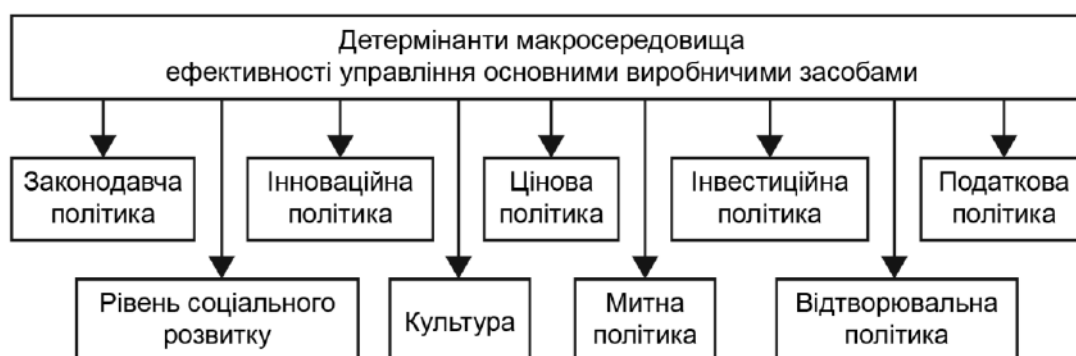 Детермінанти макросередовища
ефективності управління основними виробничими засобами
Законодавча
політика
Інноваційна
політика
Цінова
політика
Інвестиційна
політика
Податкова
політика
Рівень соціального
розвитку
Культура
Митна
політика
Відтворювальна
політика